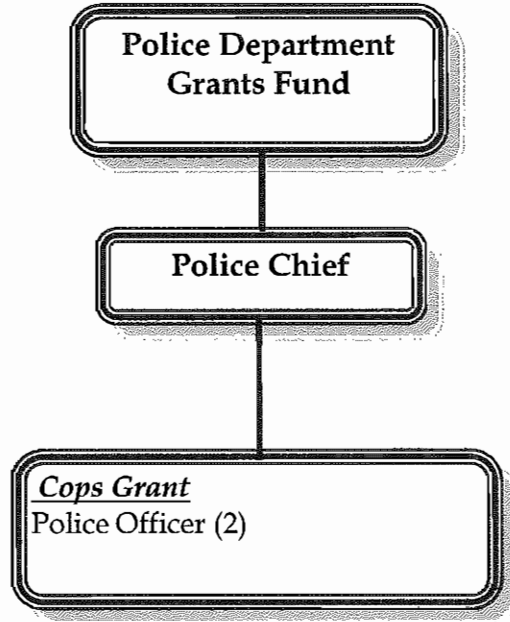 Police Department
Grants Fund
Police Chief
Cops Grant
Police Officer (2)